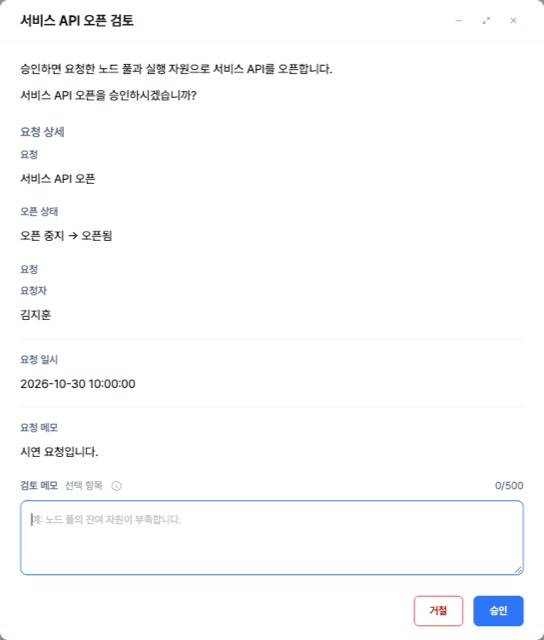 서비스 API 오픈 검토
승인하면 요청한 노드 풀과 실행 자원으로 서비스 API를 오픈합니다.
서비스 API 오픈을 승인하시겠습니까?
요청 상세
요청
서비스 API 오픈
오픈 상태
오픈 중지 → 오픈됨
요청
요청자
김지훈
요청 일시
2026-10-30 10:00:00
요청 메모
시연 요청입니다.
검토 메모 선택 항목 0/500
예: 노드 풀의 잔여 자원이 부족합니다.
거절 승인